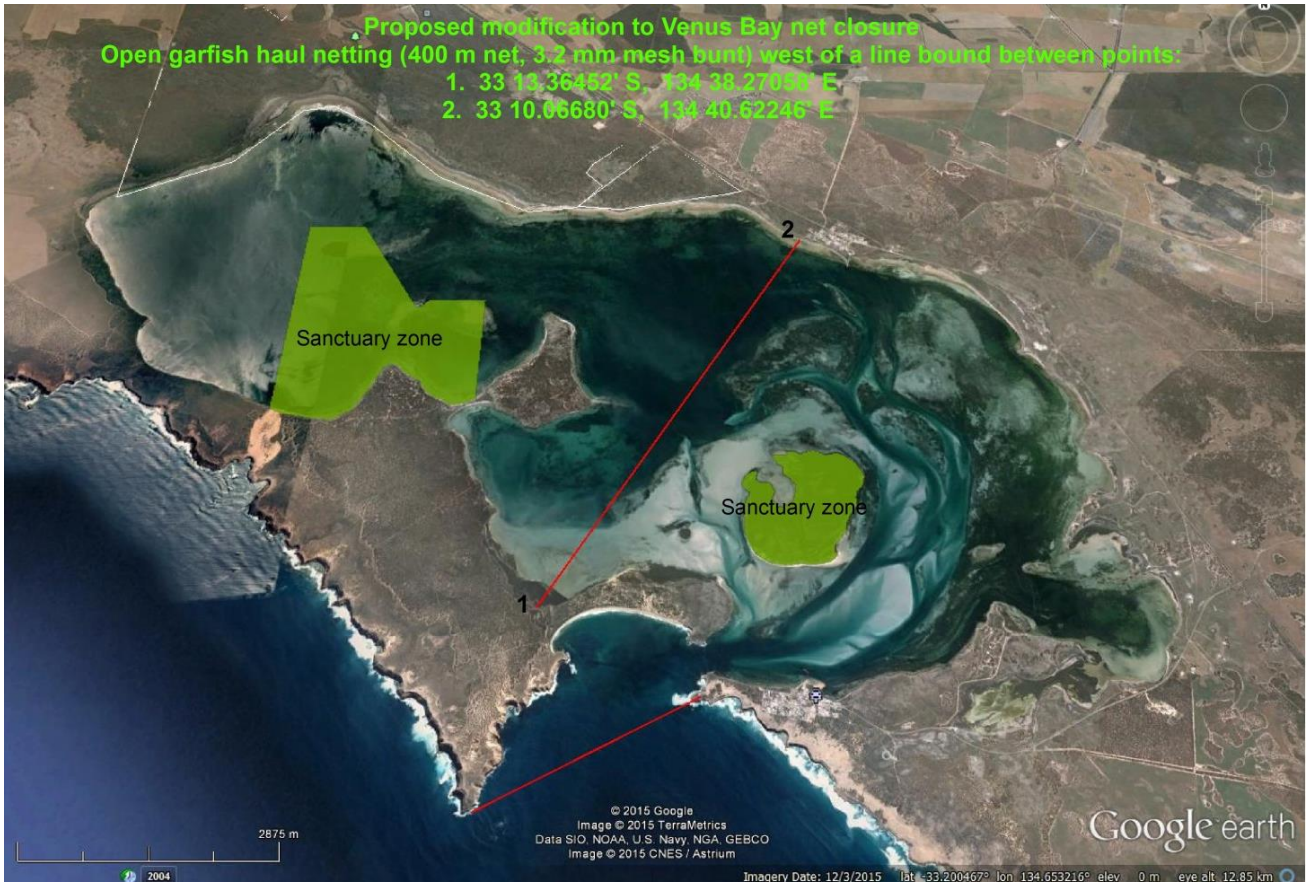 Proposed modification to Venus Bay net closure
Open garfish haul netting (400 m net, 3.2 mm mesh bunt) west of a line bound between points:
1. 33 13.36452' S, 134 38.27058' E
2. 33 10.06680' S, 134 40.62246' E
2
Sanctuary zone
Sanctuary zone
1
© 2015 Google
Image © 2015 TerraMetrics
Data SIO, NOAA, U.S. Navy, NGA, GEBCO
Image © 2015 CNES / Astrium
2875 m
Google earth
2004
Imagery Date: 12/3/2015 lat -33.200467° lon 134.653216° elev 0 m eye alt 12.85 km